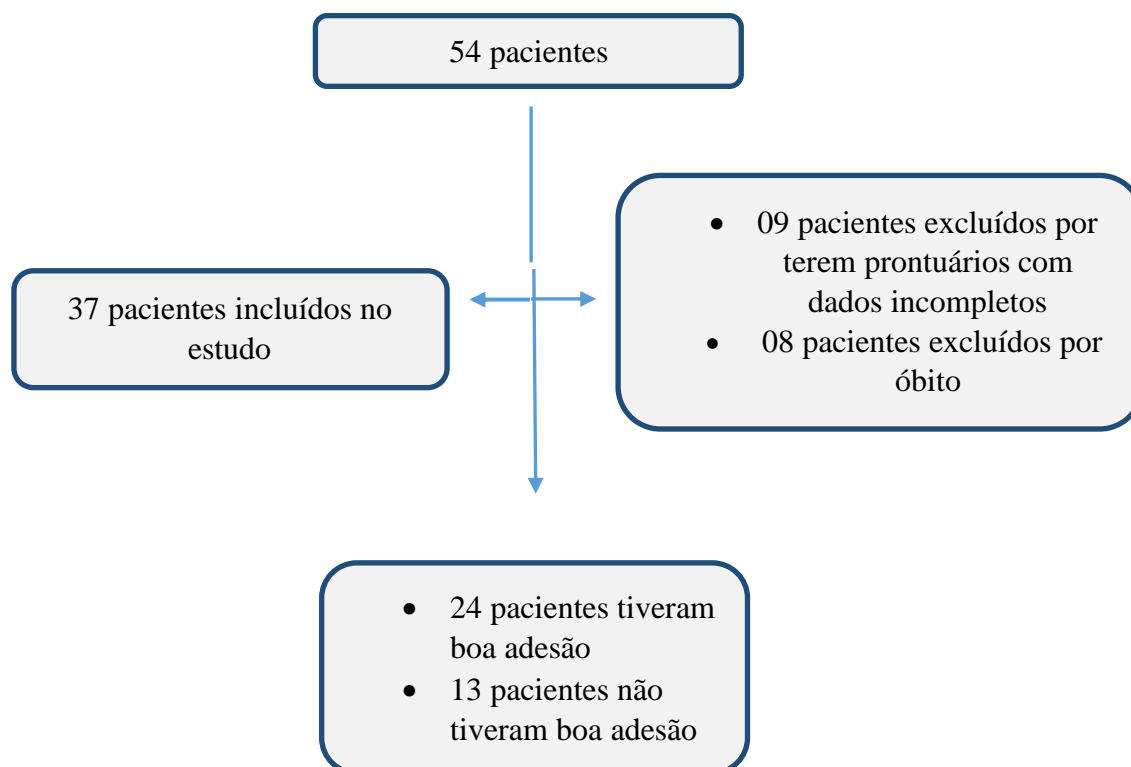 54 pacientes
37 pacientes incluídos no
estudo
• 09 pacientes excluídos por
terem prontuários com
dados incompletos
• 08 pacientes excluídos por
óbito
• 24 pacientes tiveram
boa adesão
• 13 pacientes não
tiveram boa adesão